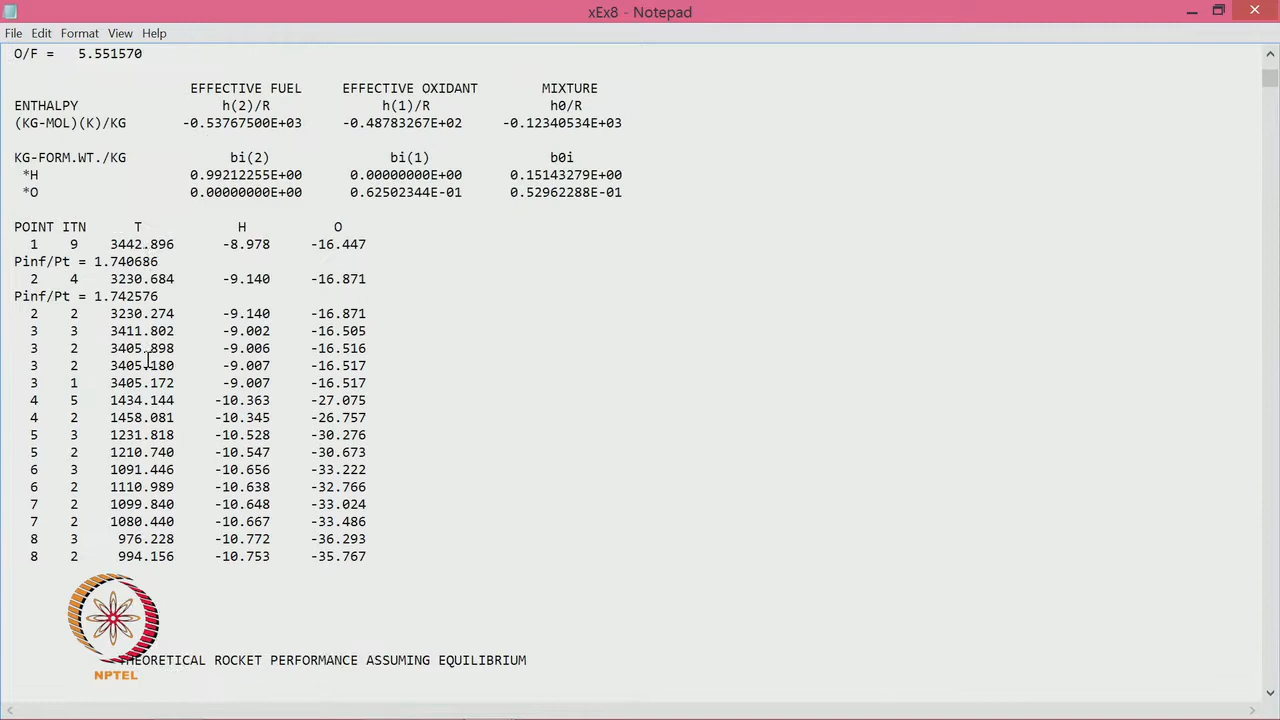 xEx8 - Notepad
File Edit Format View Help
O/F = 5.551570
EFFECTIVE FUEL EFFECTIVE OXIDANT MIXTURE
ENTHALPY h(2)/R h(1)/R h0/R
(KG-MOL)(K)/KG -0.53767500E+03 -0.48783267E+02 -0.12340534E+03
KG-FORM.WT./KG bi(2) bi(1) b0i
*H 0.99212255E+00 0.00000000E+00 0.15143279E+00
*O 0.00000000E+00 0.62502344E-01 0.52962288E-01
POINT ITN T H O
1 9 3442.896 -8.978 -16.447
Pinf/Pt = 1.740686
2 4 3230.684 -9.140 -16.871
Pinf/Pt = 1.742576
2 2 3230.274 -9.140 -16.871
3 3 3411.802 -9.002 -16.505
3 2 3405.898 -9.006 -16.516
3 2 3405.180 -9.007 -16.517
3 1 3405.172 -9.007 -16.517
4 5 1434.144 -10.363 -27.075
4 2 1458.081 -10.345 -26.757
5 3 1231.818 -10.528 -30.276
5 2 1210.740 -10.547 -30.673
6 3 1091.446 -10.656 -33.222
6 2 1110.989 -10.638 -32.766
7 2 1099.840 -10.648 -33.024
7 2 1080.440 -10.667 -33.486
8 3 976.228 -10.772 -36.293
8 2 994.156 -10.753 -35.767
THEORETICAL ROCKET PERFORMANCE ASSUMING EQUILIBRIUM
NPTEL